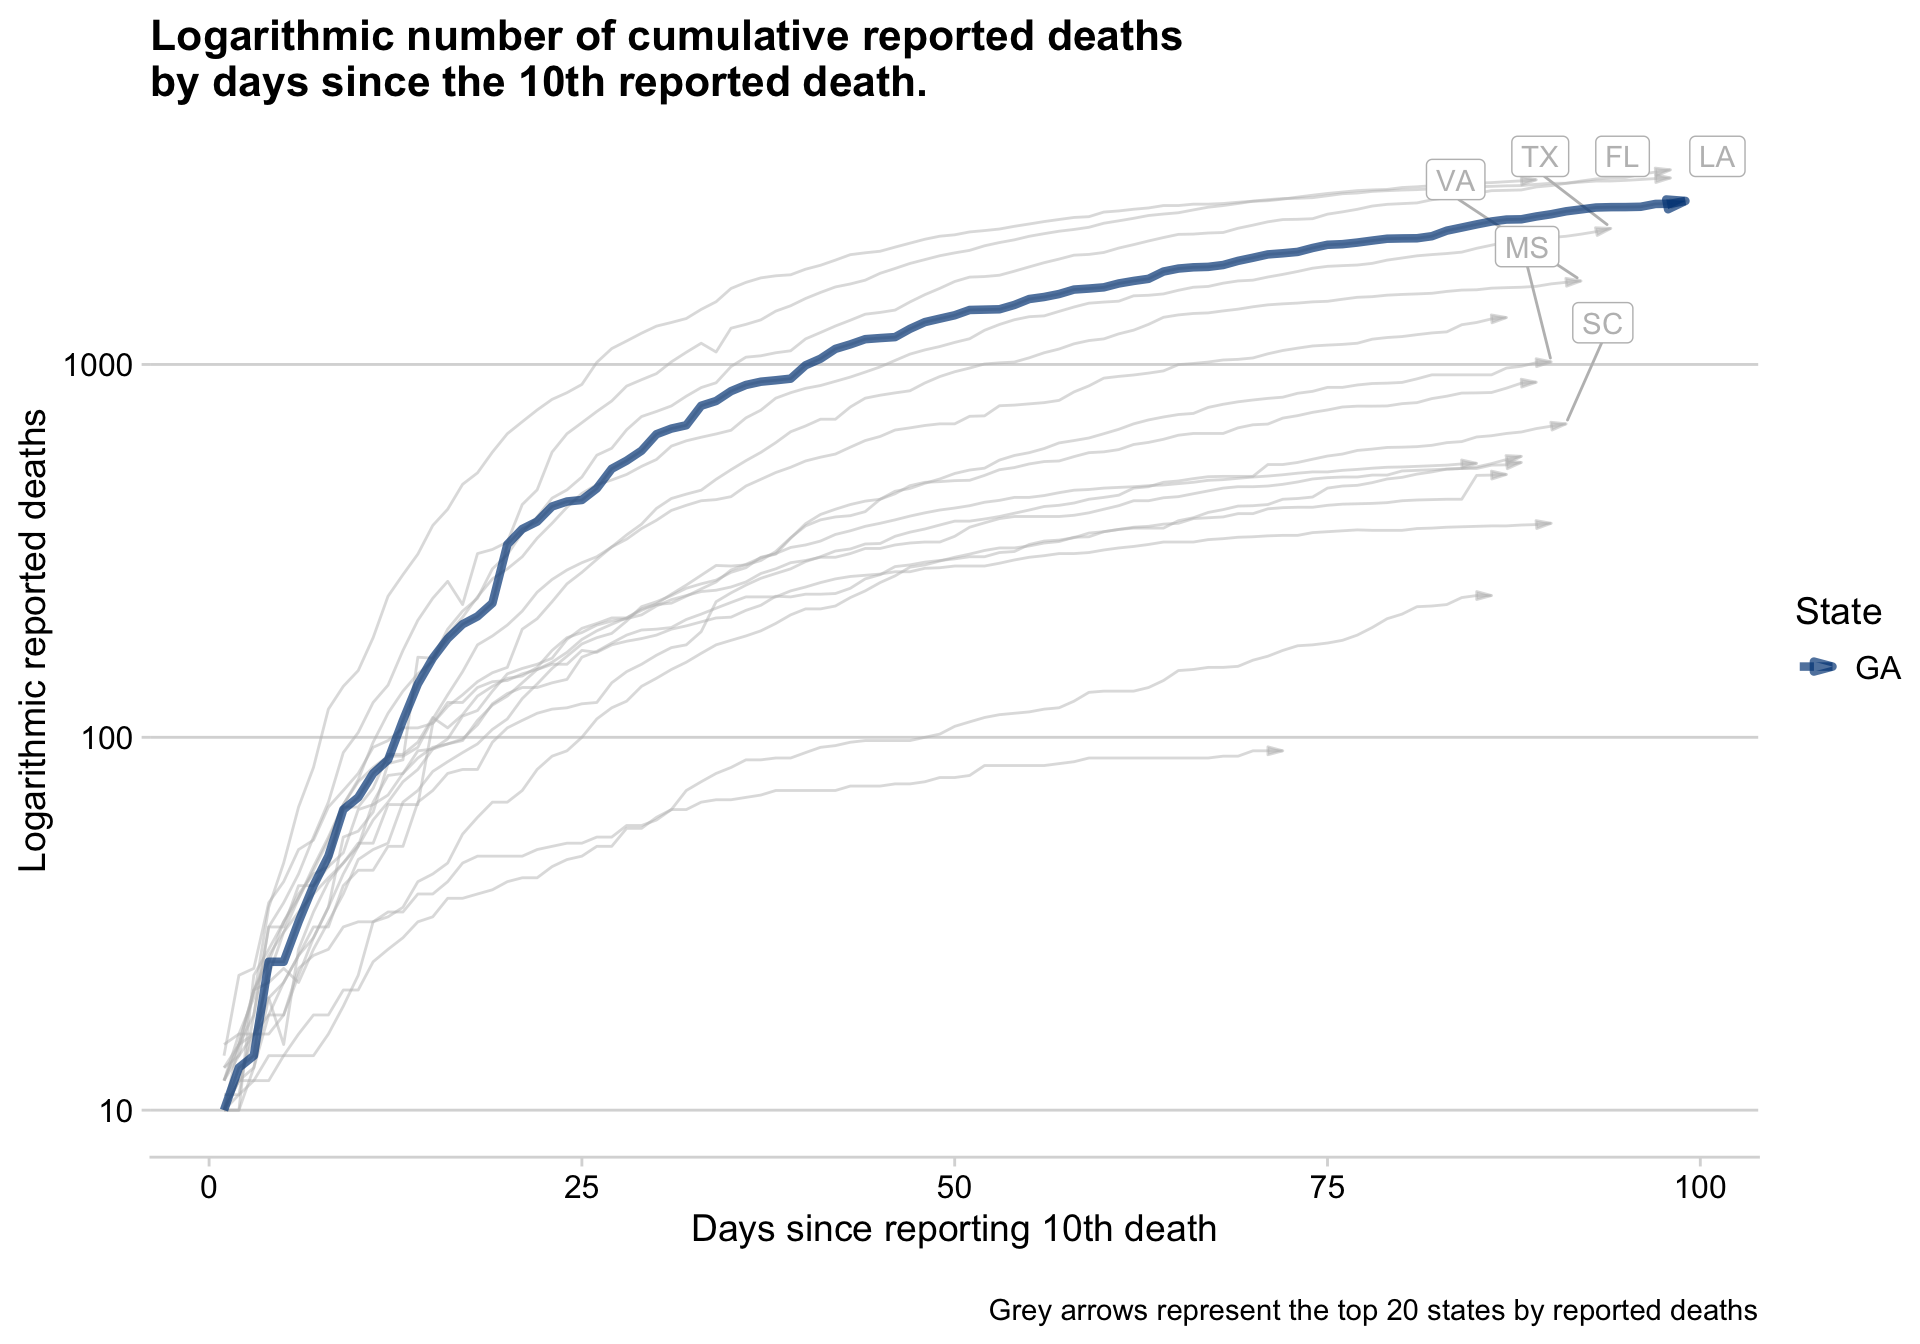 Logarithmic number of cumulative reported deaths
by days since the 10th reported death.
TX
FL
LA
VA
MS
SC
1000
100
10
Logarithmic reported deaths
State
GA
0
25
50
75
100
Days since reporting 10th death
Grey arrows represent the top 20 states by reported deaths